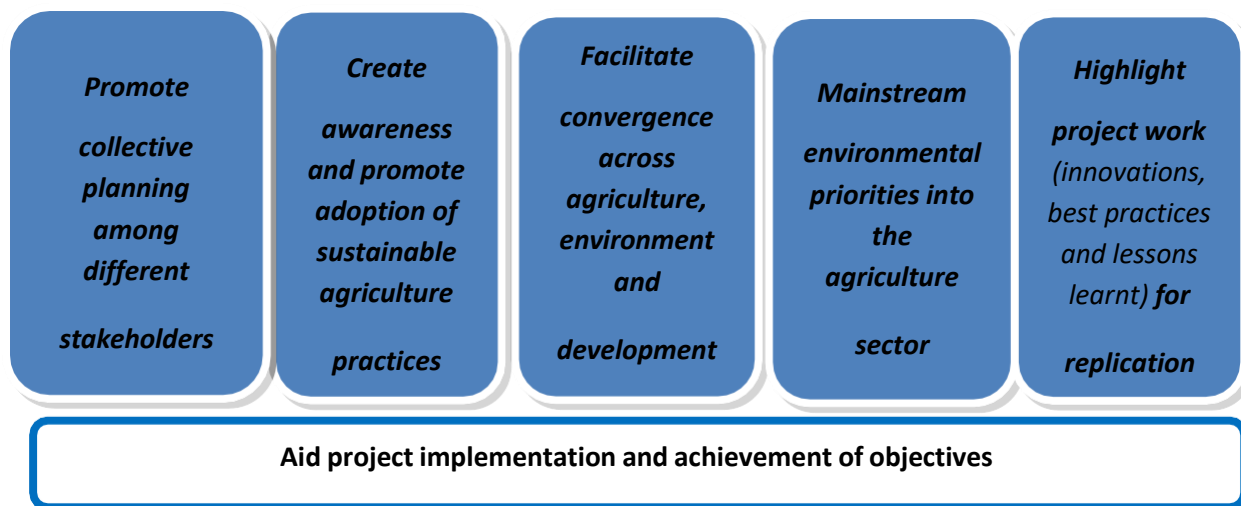 Promote
collective
planning
among
different
stakeholders
Create
awareness
and promote
adoption of
sustainable
agriculture
practices
Facilitate
convergence
across
agriculture,
environment
and
development
Mainstream
environmental
priorities into
the
agriculture
sector
Highlight
project work
(innovations,
best practices
and lessons
learnt) for
replication
Aid project implementation and achievement of objectives